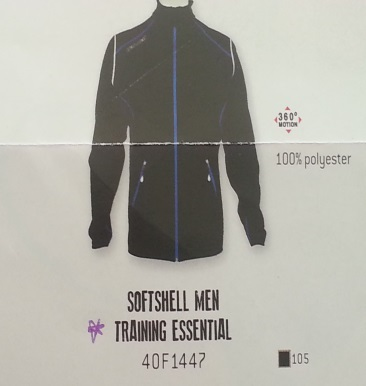 360°
MOTION
100% polyester
SOFTSHELL MEN
TRAINING ESSENTIAL
40F1447
105